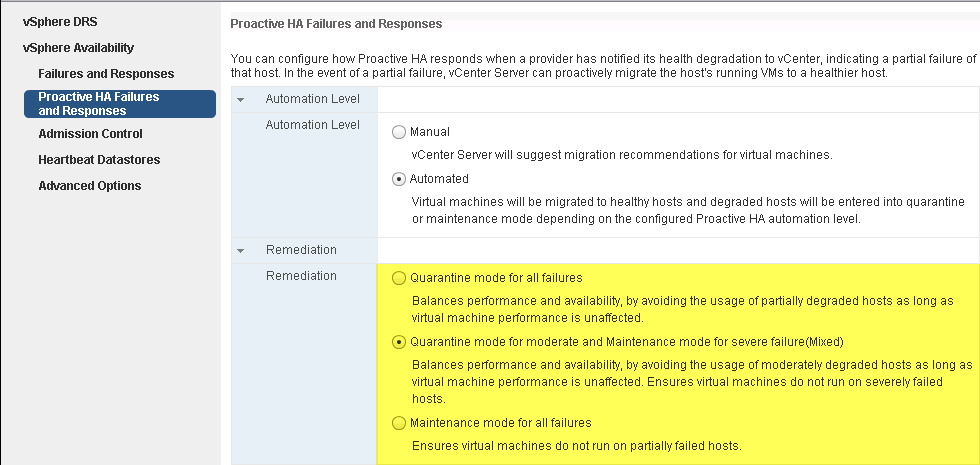 vSphere DRS
vSphere Availability
Failures and Responses
Proactive HA Failures
and Responses
Admission Control
Heartbeat Datastores
Advanced Options
Proactive HA Failures and Responses
You can configure how Proactive HA responds when a provider has notified its health degradation to vCenter, indicating a partial failure of
that host. In the event of a partial failure, vCenter Server can proactively migrate the host's running VMs to a healthier host.
Automation Level
Automation Level
Manual
vCenter Server will suggest migration recommendations for virtual machines.
Automated
Virtual machines will be migrated to healthy hosts and degraded hosts will be entered into quarantine
or maintenance mode depending on the configured Proactive HA automation level.
Remediation
Remediation
Quarantine mode for all failures
Balances performance and availability, by avoiding the usage of partially degraded hosts as long as
virtual machine performance is unaffected.
Quarantine mode for moderate and Maintenance mode for severe failure(Mixed)
Balances performance and availability, by avoiding the usage of moderately degraded hosts as long as
virtual machine performance is unaffected. Ensures virtual machines do not run on severely failed
hosts.
Maintenance mode for all failures
Ensures virtual machines do not run on partially failed hosts.